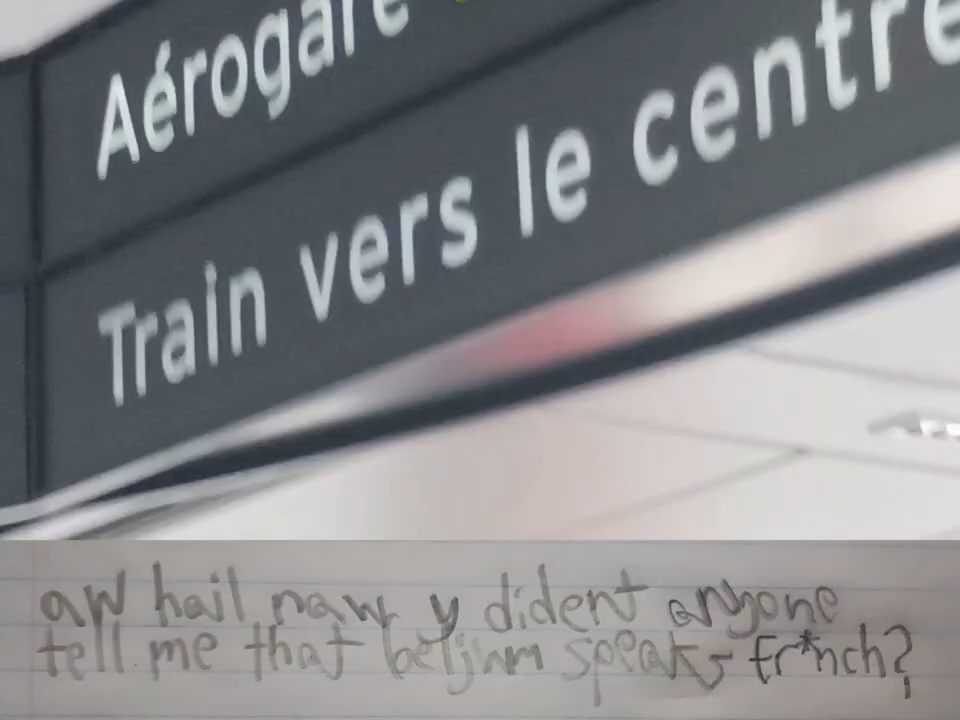 Aérogare
Train vers le centre
aw hail naw y dident anyone
tell me that beljum speaks fr*nch?